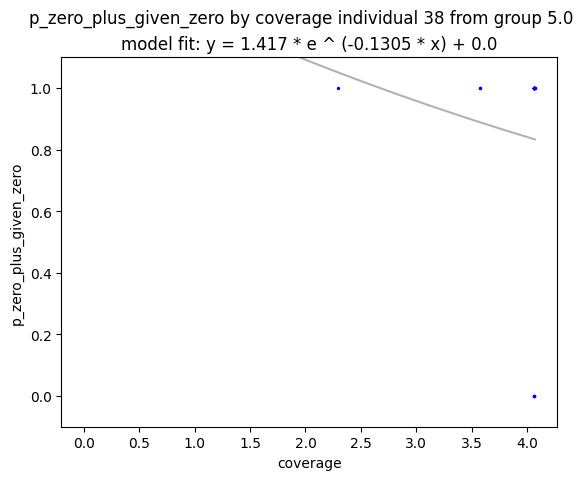 p_zero_plus_given_zero by coverage individual 38 from group 5.0
model fit: y = 1.417 * e ^ (-0.1305 * x) + 0.0
1.0
0.8
0.6
0.4
0.2
0.0
p_zero_plus_given_zero
0.0 0.5 1.0 1.5 2.0 2.5 3.0 3.5 4.0
coverage